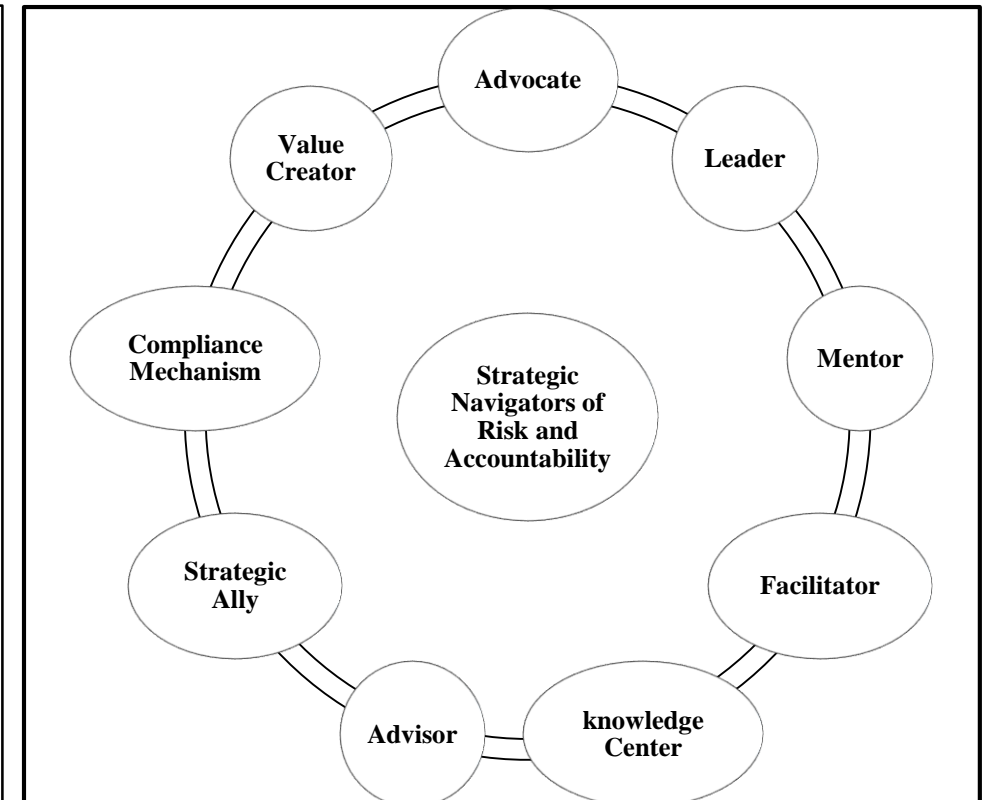 Advocate
Leader
Mentor
Facilitator
knowledge
Center
Advisor
Strategic
Ally
Compliance
Mechanism
Value
Creator
Strategic
Navigators of
Risk and
Accountability